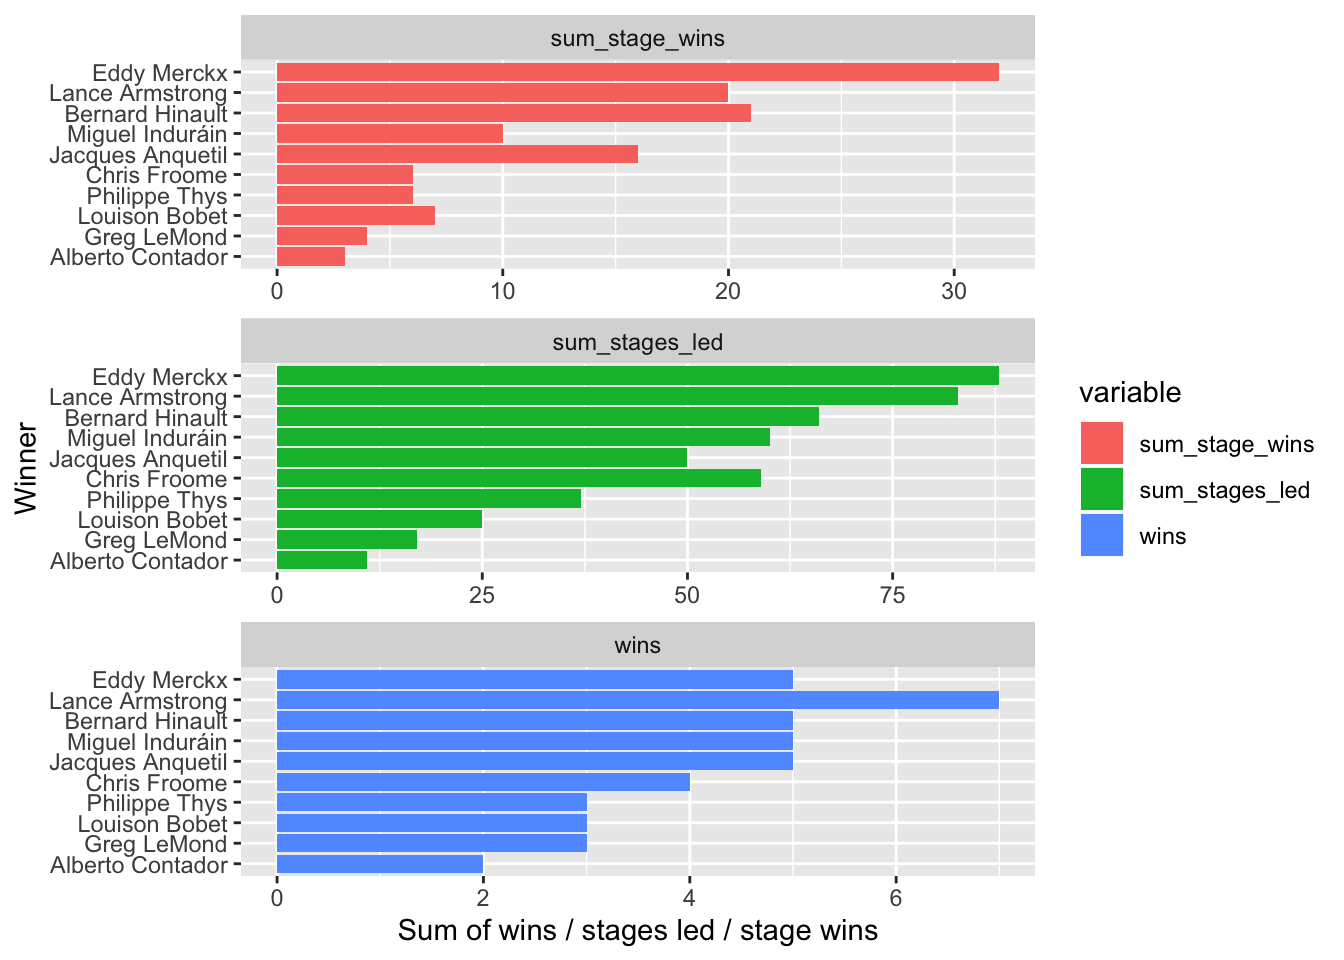 sum_stage_wins
Eddy Merckx
Lance Armstrong
Bernard Hinault
Miguel Induráin
Jacques Anquetil
Chris Froome
Philippe Thys
Louison Bobet
Greg LeMond
Alberto Contador
0 10 20 30
sum_stages_led
Eddy Merckx
Lance Armstrong
Bernard Hinault
Miguel Induráin
Jacques Anquetil
Chris Froome
Philippe Thys
Louison Bobet
Greg LeMond
Alberto Contador
0 25 50 75
wins
Eddy Merckx
Lance Armstrong
Bernard Hinault
Miguel Induráin
Jacques Anquetil
Chris Froome
Philippe Thys
Louison Bobet
Greg LeMond
Alberto Contador
0 2 4 6
Sum of wins / stages led / stage wins
Winner
variable
sum_stage_wins
sum_stages_led
wins